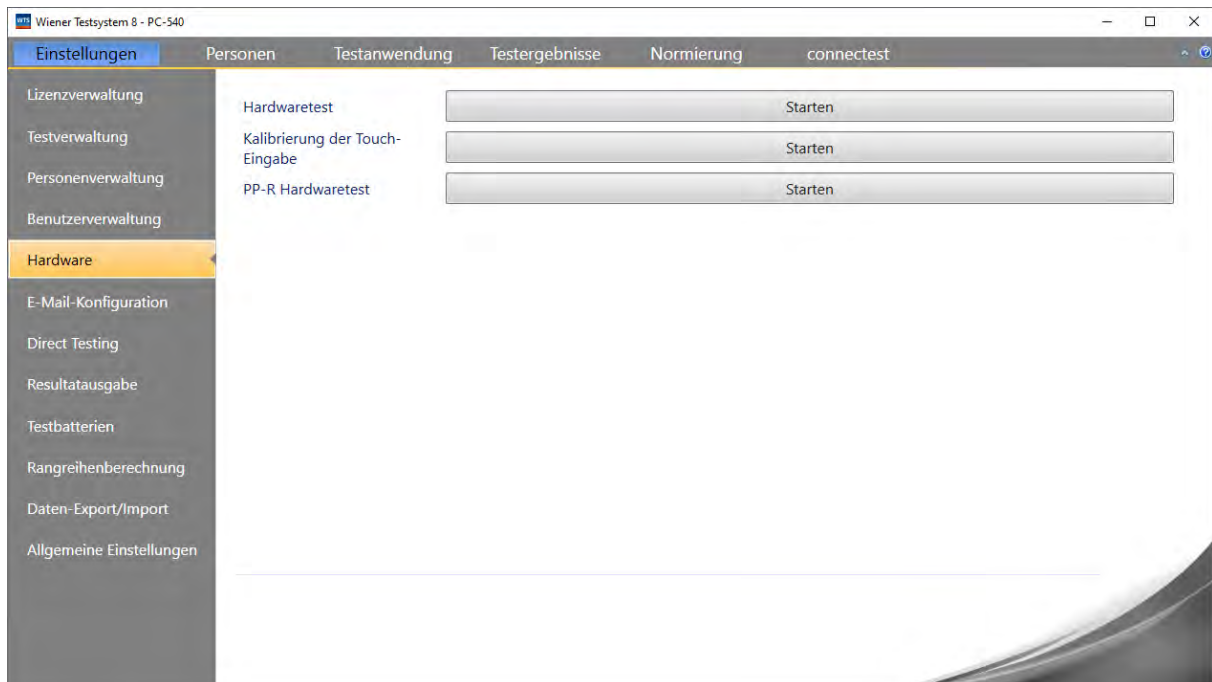 WTS Wiener Testsystem 8 - PC-540
Einstellungen Personen Testanwendung Testergebnisse Normierung connectest
Lizenzverwaltung
Testverwaltung
Personenverwaltung
Benutzerverwaltung
Hardware
E-Mail-Konfiguration
Direct Testing
Resultatausgabe
Testbatterien
Rangreihenberechnung
Daten-Export/Import
Allgemeine Einstellungen
Hardwaretest Starten
Kalibrierung der Touch-
Eingabe Starten
PP-R Hardwaretest Starten